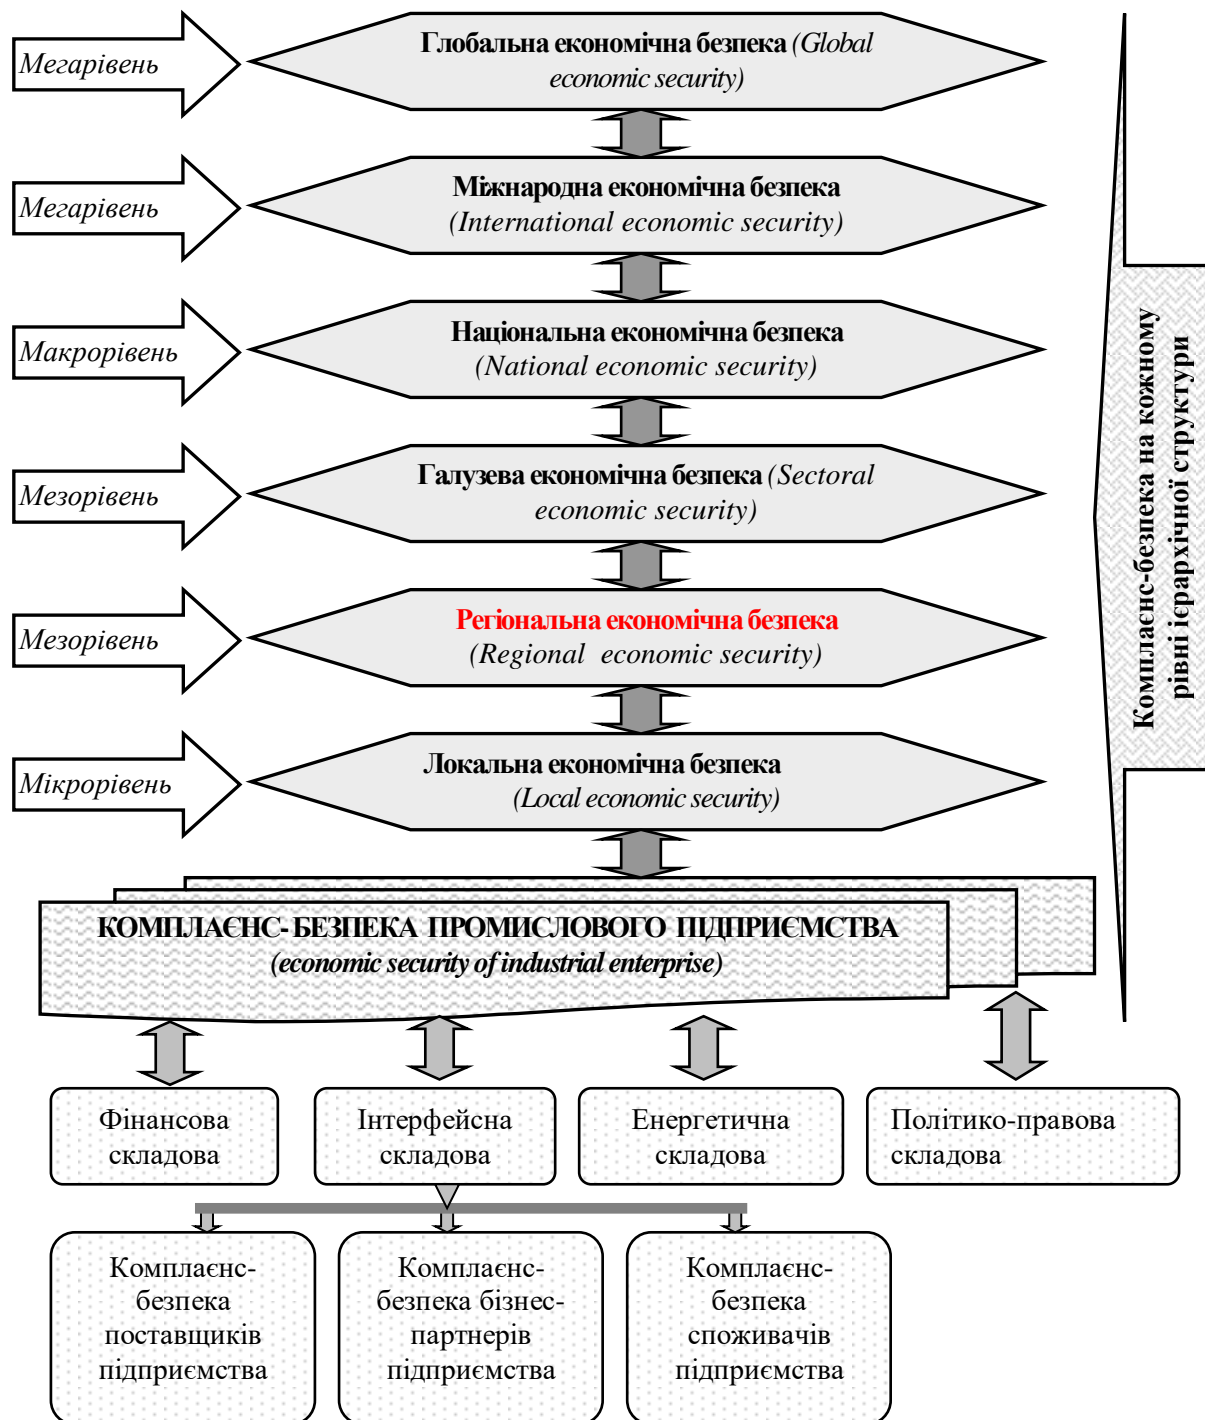 Мегарівень
Глобальна економічна безпека (Global
economic security)
Мегарівень
Міжнародна економічна безпека
(International economic security)
Макрорівень
Національна економічна безпека
(National economic security)
Мезорівень
Галузева економічна безпека (Sectoral
economic security)
Мезорівень
Регіональна економічна безпека
(Regional economic security)
Мікрорівень
Локальна економічна безпека
(Local economic security)
Комплаєнс-безпека на кожному
рівні ієрархічної структури
КОМПЛАЄНС- БЕЗПЕКА ПРОМИСЛОВОГО ПІДПРИЄМСТВА
(economic security of industrial enterprise)
Фінансова
складова
Інтерфейсна
складова
Енергетична
складова
Політико-правова
складова
Комплаєнс-
безпека
поставщиків
підприємства
Комплаєнс-
безпека бізнес-
партнерів
підприємства
Комплаєнс-
безпека
споживачів
підприємства